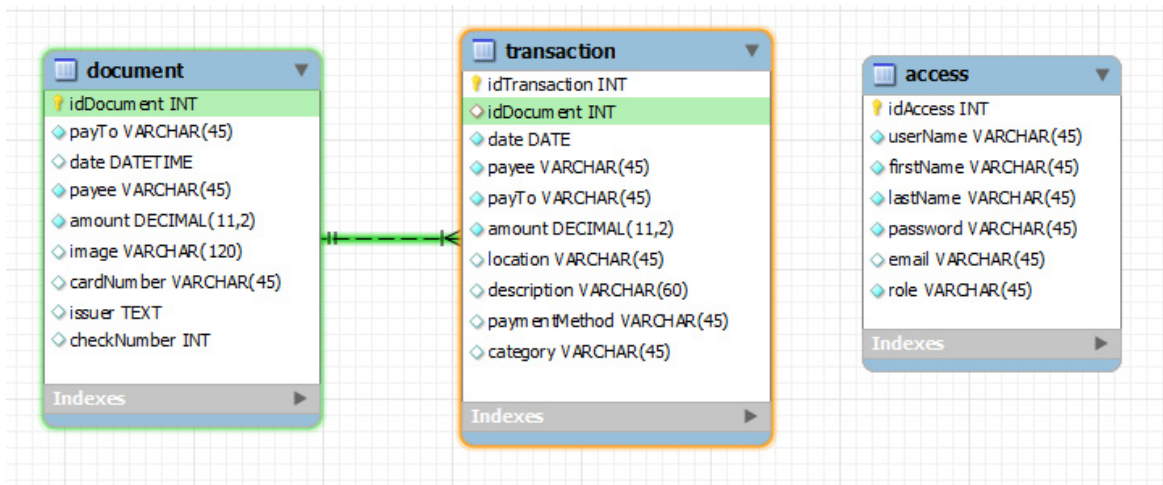 document
idDocument INT
payTo VARCHAR(45)
date DATETIME
payee VARCHAR(45)
amount DECIMAL(11,2)
image VARCHAR(120)
cardNumber VARCHAR(45)
issuer TEXT
checkNumber INT
Indexes
transaction
idTransaction INT
idDocument INT
date DATE
payee VARCHAR(45)
payTo VARCHAR(45)
amount DECIMAL(11,2)
location VARCHAR(45)
description VARCHAR(60)
paymentMethod VARCHAR(45)
category VARCHAR(45)
Indexes
access
idAccess INT
userName VARCHAR(45)
firstName VARCHAR(45)
lastName VARCHAR(45)
password VARCHAR(45)
email VARCHAR(45)
role VARCHAR(45)
Indexes